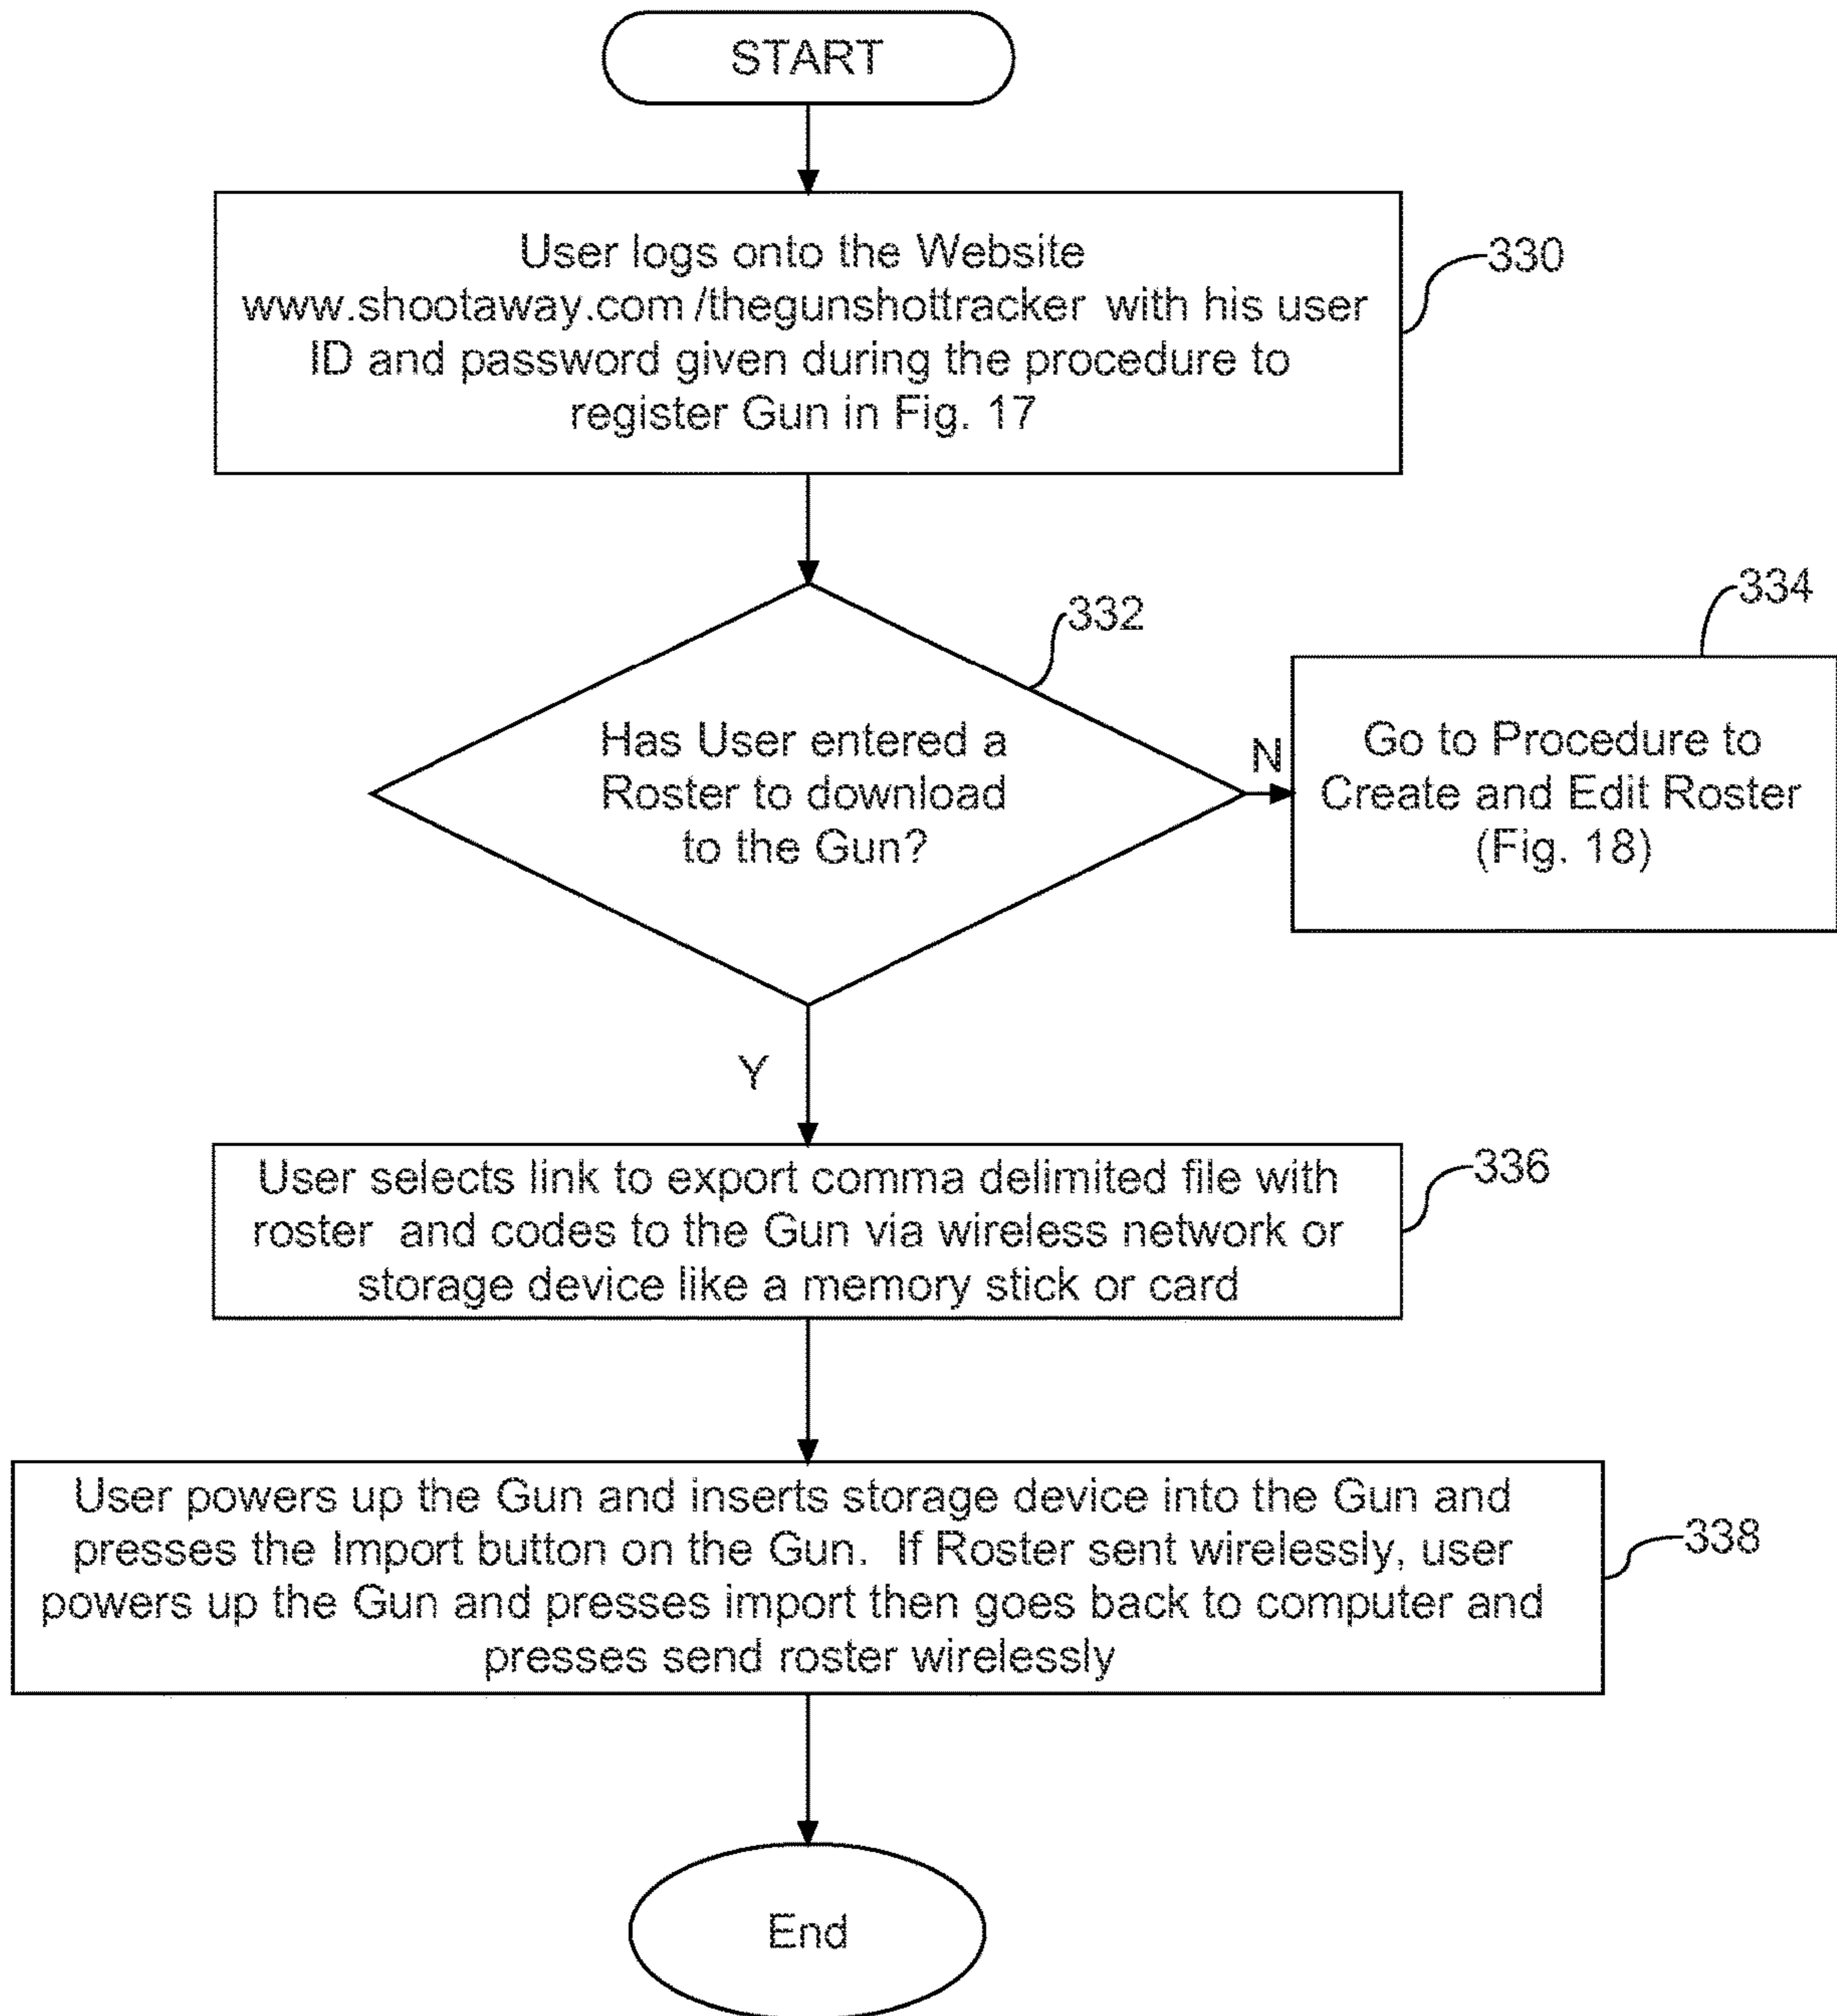 START
User logs onto the Website
www.shootaway.com /thegunshottracker with his user
ID and password given during the procedure to
register Gun in Fig. 17
330
332
Has User entered a
Roster to download
to the Gun?
N
334
Go to Procedure to
Create and Edit Roster
(Fig. 18)
Y
User selects link to export comma delimited file with
roster and codes to the Gun via wireless network or
storage device like a memory stick or card
336
User powers up the Gun and inserts storage device into the Gun and
presses the Import button on the Gun. If Roster sent wirelessly, user
powers up the Gun and presses import then goes back to computer and
presses send roster wirelessly
338
End